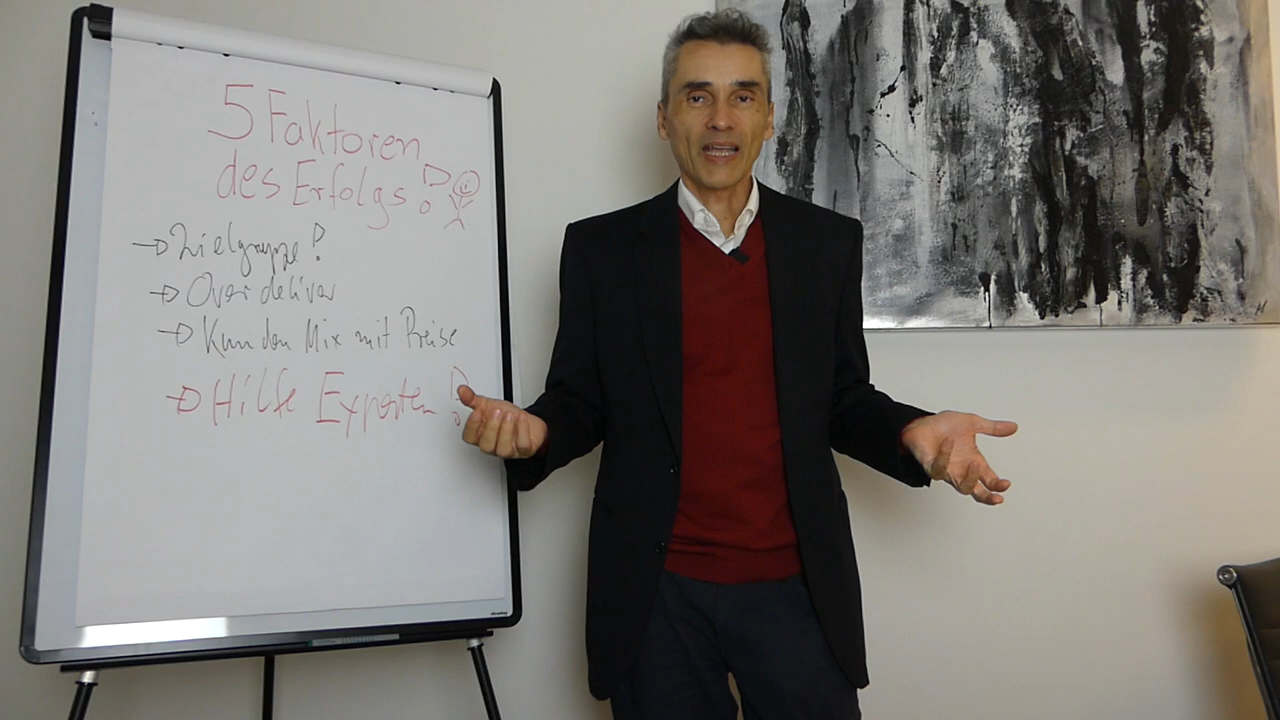 5 Faktoren
des Erfolgs!
→ Zielgruppe!
→ Over deliver
→ Kunden Mix mit Preise
→ Hilfe Experten!